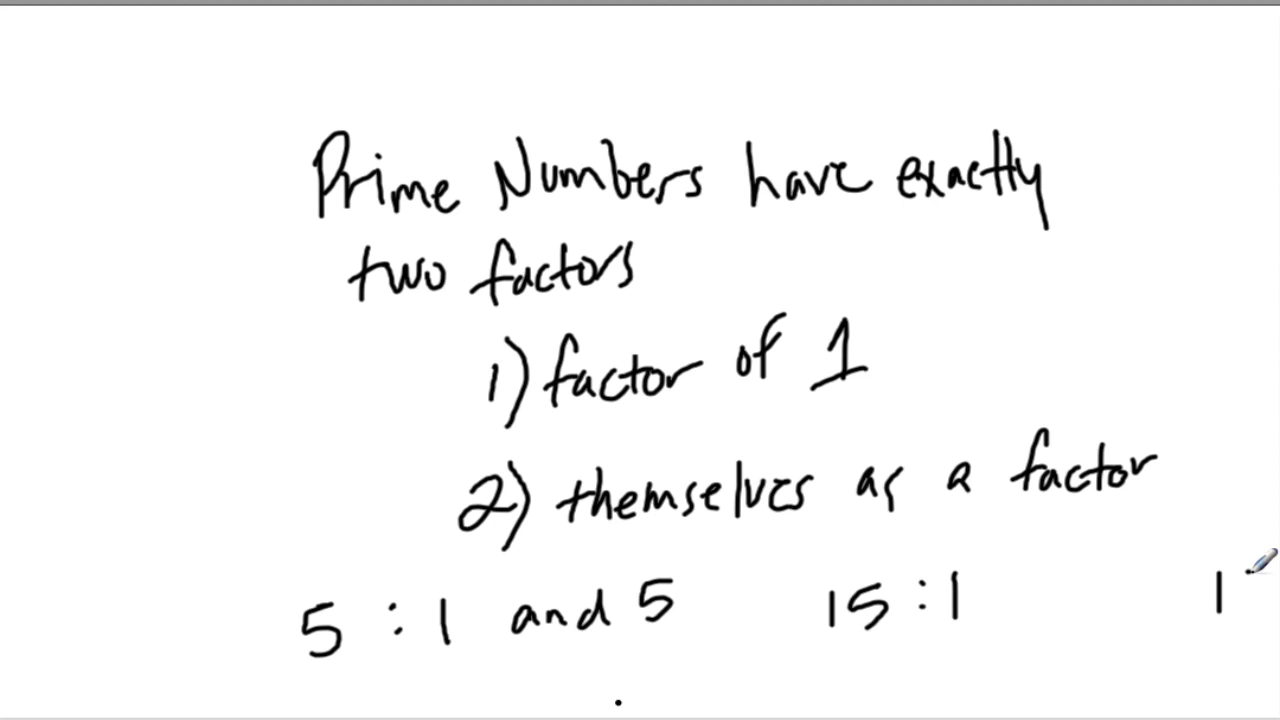 Prime Numbers have exactly
two factors
1) factor of 1
2) themselves as a factor
5 : 1 and 5 15 : 1 1